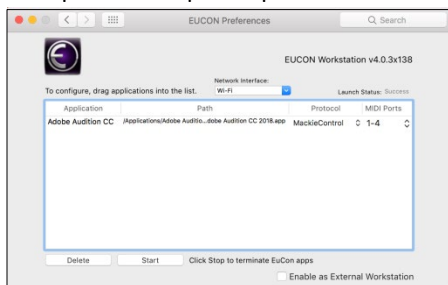 EUCON Preferences
Search
EUCON Workstation v4.0.3x138
Network Interface:
To configure, drag applications into the list.
Wi-Fi
Launch Status: Success
Application Path Protocol MIDI Ports
Adobe Audition CC /Applications/Adobe Auditio...dobe Audition CC 2018.app MackieControl 1-4
Delete Start Click Stop to terminate EuCon apps
Enable as External Workstation